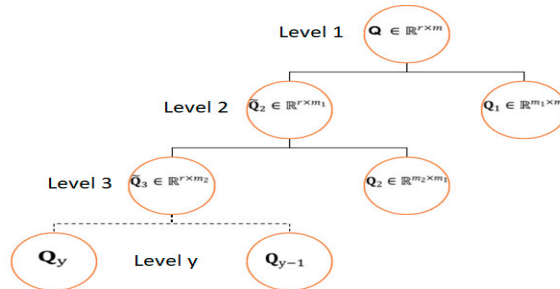 Level 1
Q ∈ ℝ^{r×m}
Level 2
Q̃₂ ∈ ℝ^{r×m₁}
Q₁ ∈ ℝ^{m₁×m}
Level 3
Q̃₃ ∈ ℝ^{r×m₂}
Q₂ ∈ ℝ^{m₂×m₁}
Q_y
Level y
Q_{y−1}